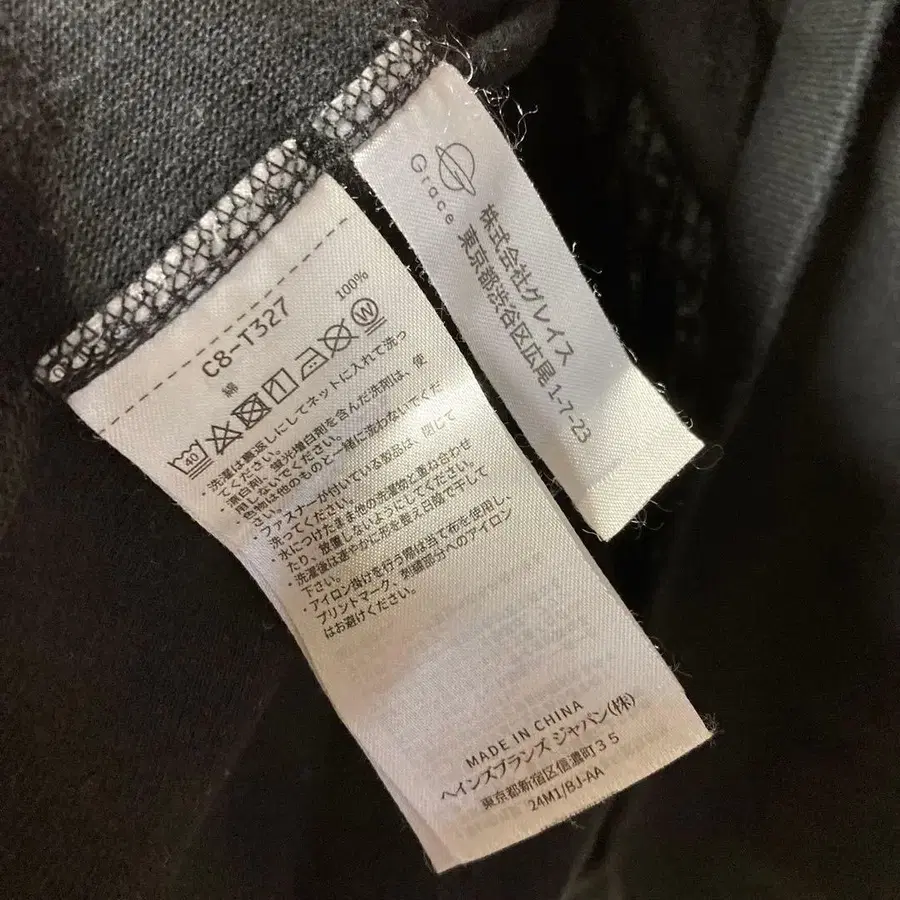 C8-T327
綿 100%
40
W
・洗濯は裏返しにしてネットに入れて洗っ
てください。
・漂白剤、蛍光増白剤を含んだ洗剤は、使
用しないでください。
・色物は他のものと一緒に洗わないでくだ
さい。
・ファスナーが付いている製品は、閉じて
洗ってください。
・水につけたまま他の洗濯物と重ね合わせ
たり、放置しないようにしてください。
・洗濯後は速やかに形を整え日陰で干して
下さい。
・アイロン掛けを行う際は当て布を使用し、
プリントマーク、刺繍部分へのアイロン
はお避けください。
MADE IN CHINA
ヘインズブランズ ジャパン(株)
東京都新宿区信濃町35
24M1/BJ-AA
Grace
株式会社グレイス
東京都渋谷区広尾 1-7-23